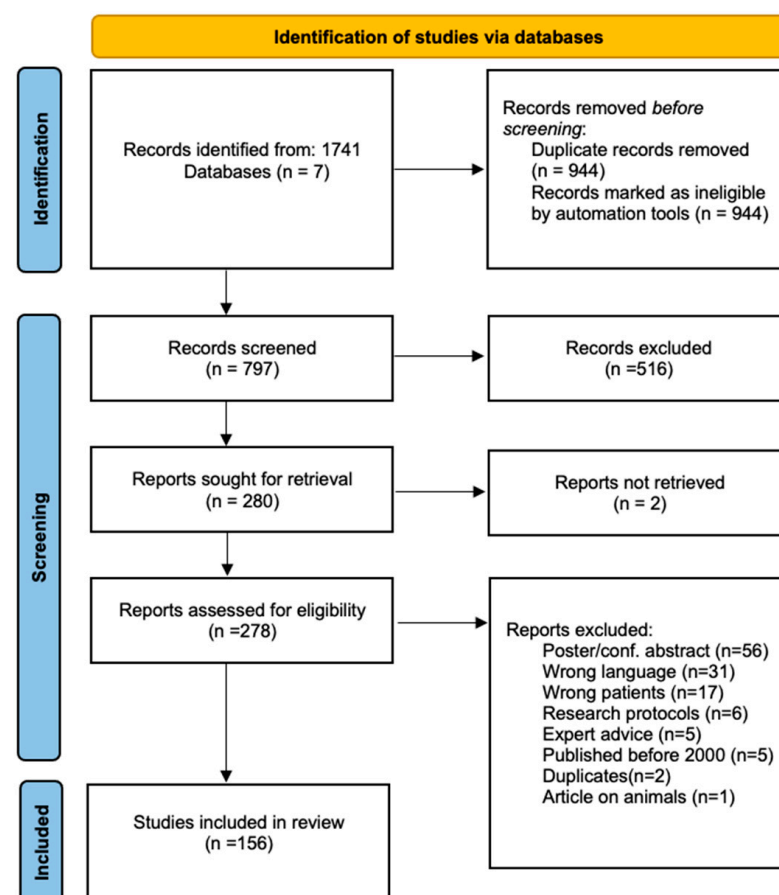 Identification of studies via databases
Identification
Records identified from: 1741
Databases (n = 7)
Records removed before
screening:
Duplicate records removed
(n = 944)
Records marked as ineligible
by automation tools (n = 944)
Screening
Records screened
(n = 797)
Records excluded
(n =516)
Reports sought for retrieval
(n = 280)
Reports not retrieved
(n = 2)
Reports assessed for eligibility
(n =278)
Reports excluded:
Poster/conf. abstract (n=56)
Wrong language (n=31)
Wrong patients (n=17)
Research protocols (n=6)
Expert advice (n=5)
Published before 2000 (n=5)
Duplicates(n=2)
Article on animals (n=1)
Included
Studies included in review
(n =156)